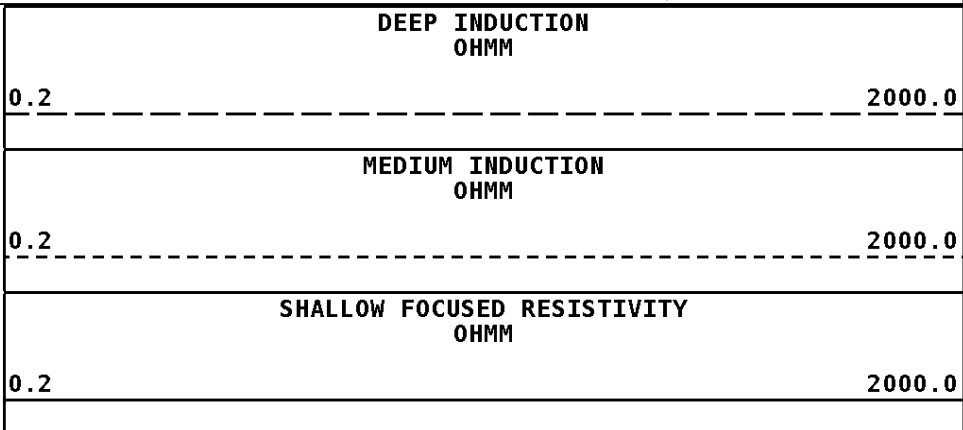 DEEP INDUCTION
OHMM
0.2 2000.0
MEDIUM INDUCTION
OHMM
0.2 2000.0
SHALLOW FOCUSED RESISTIVITY
OHMM
0.2 2000.0